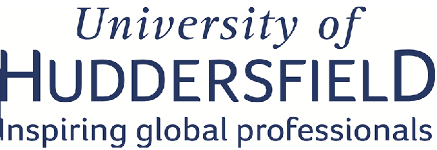 University of
HUDDERSFIELD
Inspiring global professionals